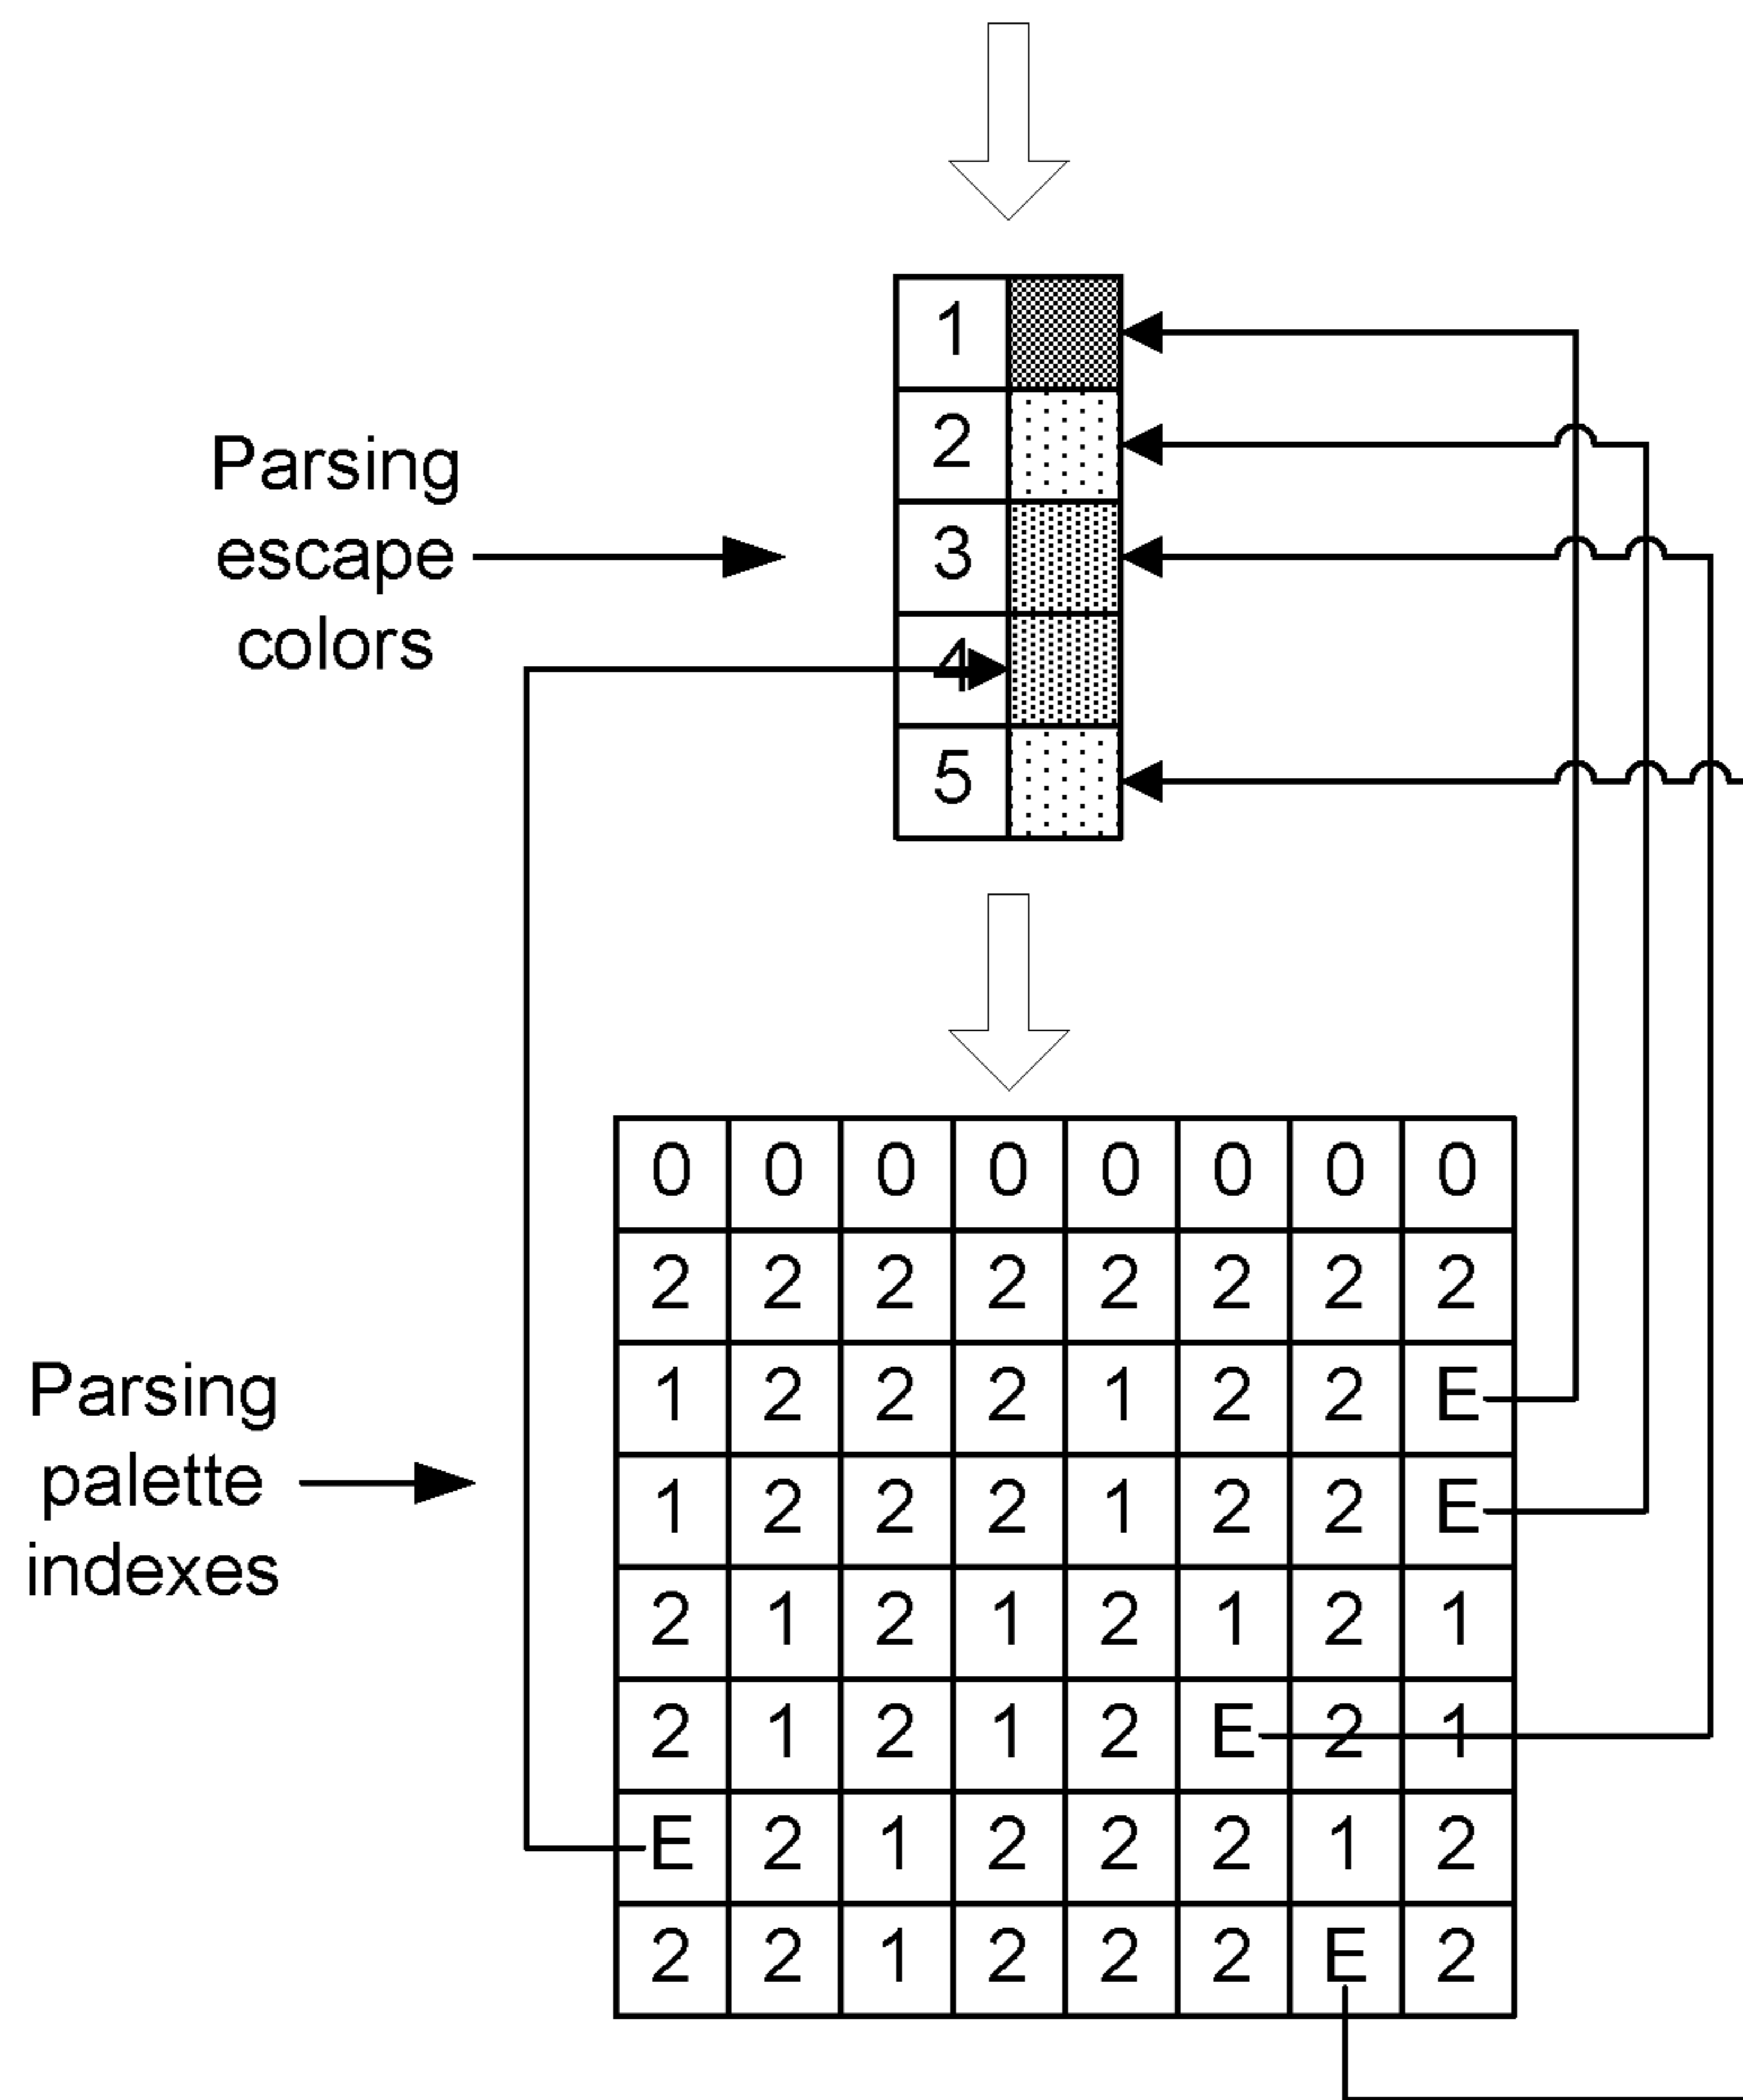 1
2
Parsing
escape
colors
3
4
5
0 0 0 0 0 0 0 0
2 2 2 2 2 2 2 2
1 2 2 2 1 2 2 E
1 2 2 2 1 2 2 E
2 1 2 1 2 1 2 1
2 1 2 1 2 E 2 1
E 2 1 2 2 2 1 2
2 2 1 2 2 2 E 2
Parsing
palette
indexes